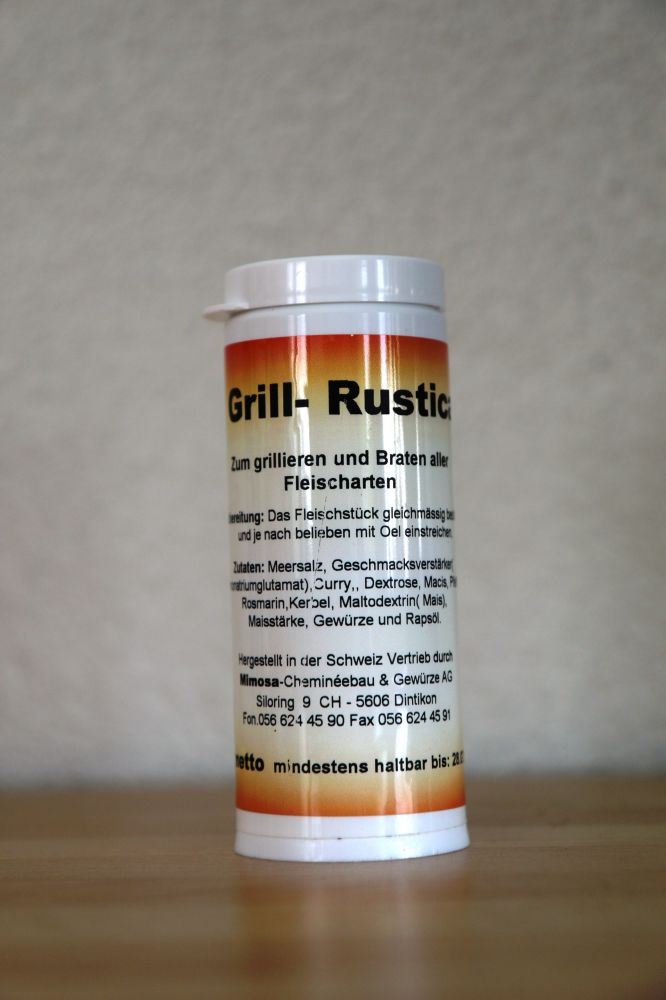 Grill- Rustica
Zum grillieren und Braten aller
Fleischarten
Das Fleischstück gleichmässig
und je nach belieben mit Oel einstreichen
Zutaten: Meersalz, Geschmacksverstärker(
natriumglutamat),Curry,, Dextrose, Macis,
Rosmarin,Kerbel, Maltodextrin( Mais),
Maisstärke, Gewürze und Rapsöl.
Hergestellt in der Schweiz Vertrieb durch
Mimosa-Cheminéebau & Gewürze AG
Siloring 9 CH - 5606 Dintikon
Fon.056 624 45 90 Fax 056 624 45 91
netto mindestens haltbar bis: 28.